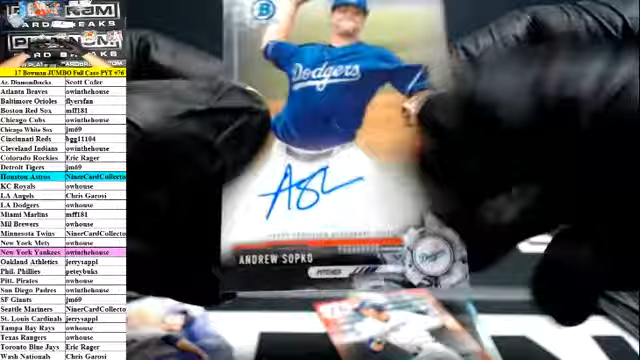 17 Bowman JUMBO Full Case PYT #76
Az. Diamondbacks Scott Cofer
Atlanta Braves owinthehouse
Baltimore Orioles flyersfan
Boston Red Sox mff181
Chicago Cubs owinthehouse
Chicago White Sox jm69
Cincinnati Reds bgg11104
Cleveland Indians owinthehouse
Colorado Rockies Eric Rager
Detroit Tigers jm69
Houston Astros NinerCardCollecto
KC Royals owhouse
LA Angels Chris Garosi
LA Dodgers owhouse
Miami Marlins mff181
Mil Brewers owhouse
Minnesota Twins NinerCardCollecto
New York Mets owhouse
New York Yankees owinthehouse
Oakland Athletics jerrysappl
Phil. Phillies peteybuks
Pitt. Pirates owhouse
San Diego Padres owinthehouse
SF Giants jm69
Seattle Mariners NinerCardCollecto
St. Louis Cardinals jerrysappl
Tampa Bay Rays owhouse
Texas Rangers owhouse
Toronto Blue Jays Eric Rager
Wash Nationals Chris Garosi
Dodgers
ANDREW SOPKO
PITCHER